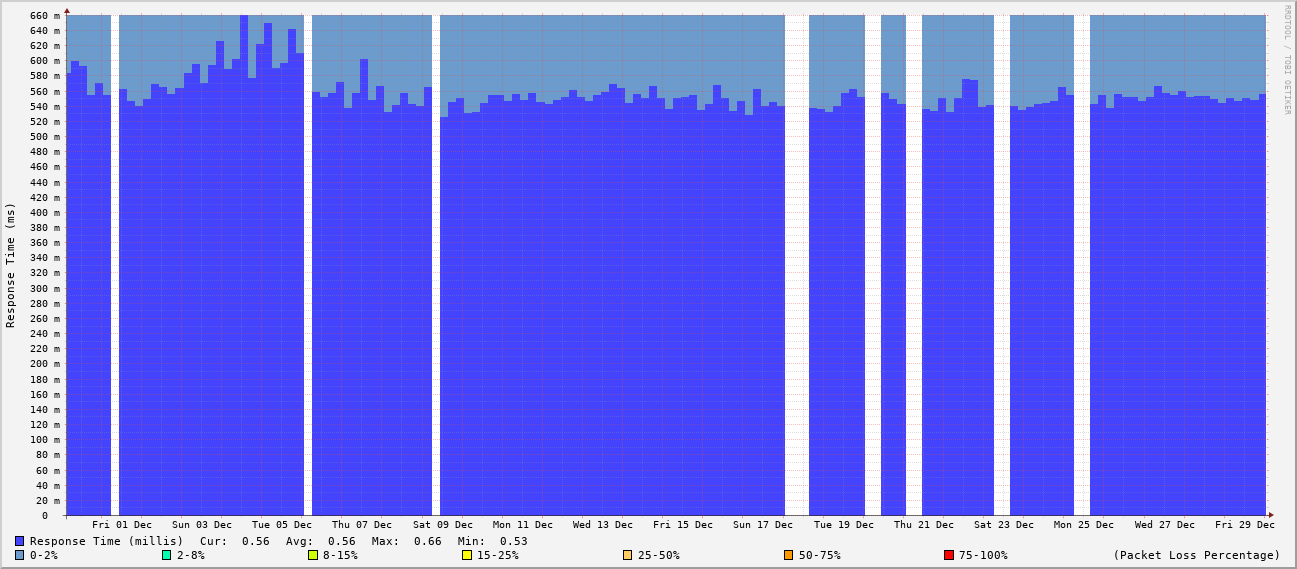 660 m
640 m
620 m
600 m
580 m
560 m
540 m
520 m
500 m
480 m
460 m
440 m
420 m
400 m
380 m
360 m
340 m
320 m
300 m
280 m
260 m
240 m
220 m
200 m
180 m
160 m
140 m
120 m
100 m
80 m
60 m
40 m
20 m
0
Response Time (ms)
RRDTOOL / TOBI OETIKER
Fri 01 Dec Sun 03 Dec Tue 05 Dec Thu 07 Dec Sat 09 Dec Mon 11 Dec Wed 13 Dec Fri 15 Dec Sun 17 Dec Tue 19 Dec Thu 21 Dec Sat 23 Dec Mon 25 Dec Wed 27 Dec Fri 29 Dec
Response Time (millis) Cur: 0.56 Avg: 0.56 Max: 0.66 Min: 0.53
0-2% 2-8% 8-15% 15-25% 25-50% 50-75% 75-100% (Packet Loss Percentage)